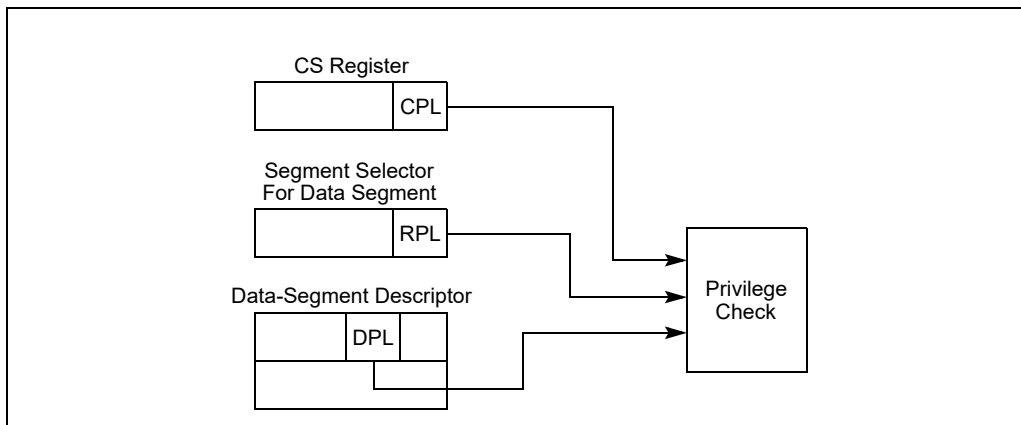 CS Register
CPL
Segment Selector
For Data Segment
RPL
Data-Segment Descriptor
DPL
Privilege
Check